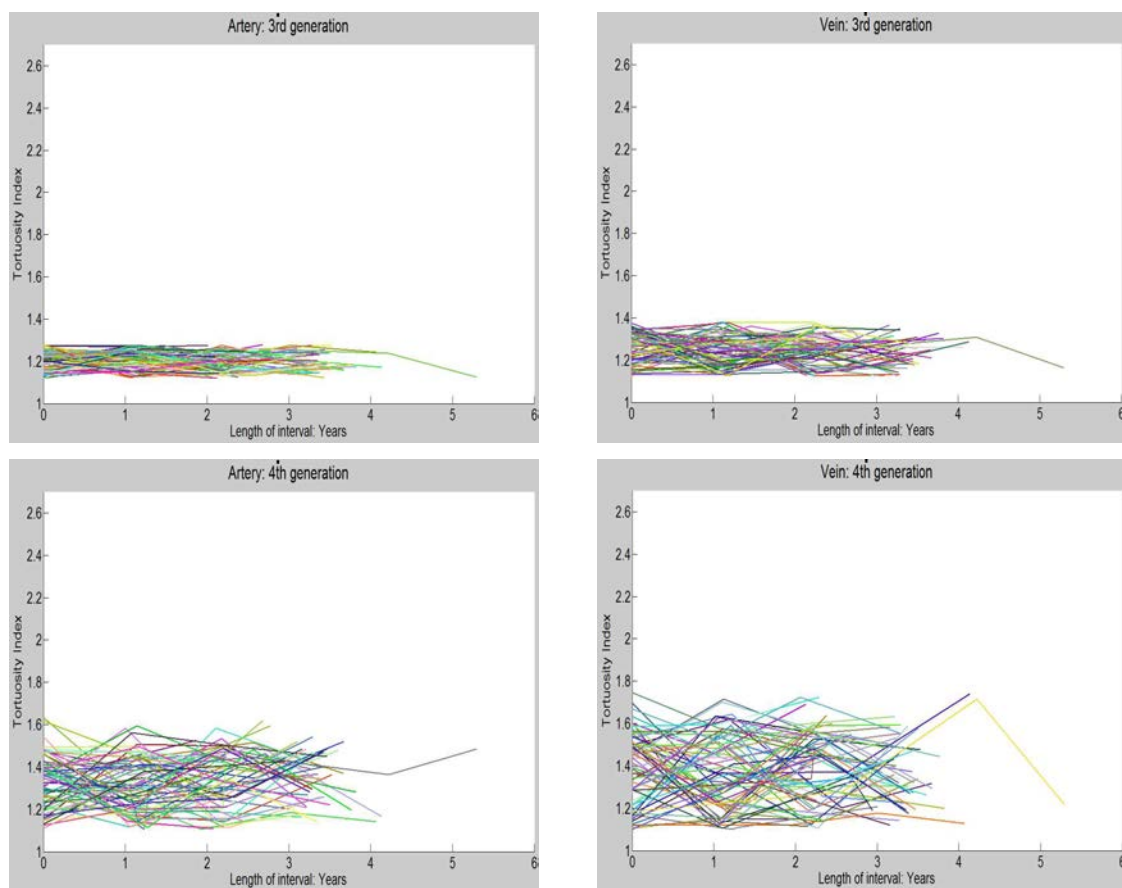 Artery: 3rd generation
2.6
2.4
2.2
2
1.8
1.6
1.4
1.2
1
0 1 2 3 4 5 6
Tortuosity Index
Length of interval: Years
Vein: 3rd generation
2.6
2.4
2.2
2
1.8
1.6
1.4
1.2
1
0 1 2 3 4 5 6
Tortuosity Index
Length of interval: Years
Artery: 4th generation
2.6
2.4
2.2
2
1.8
1.6
1.4
1.2
1
0 1 2 3 4 5 6
Tortuosity Index
Length of interval: Years
Vein: 4th generation
2.6
2.4
2.2
2
1.8
1.6
1.4
1.2
1
0 1 2 3 4 5 6
Tortuosity Index
Length of interval: Years